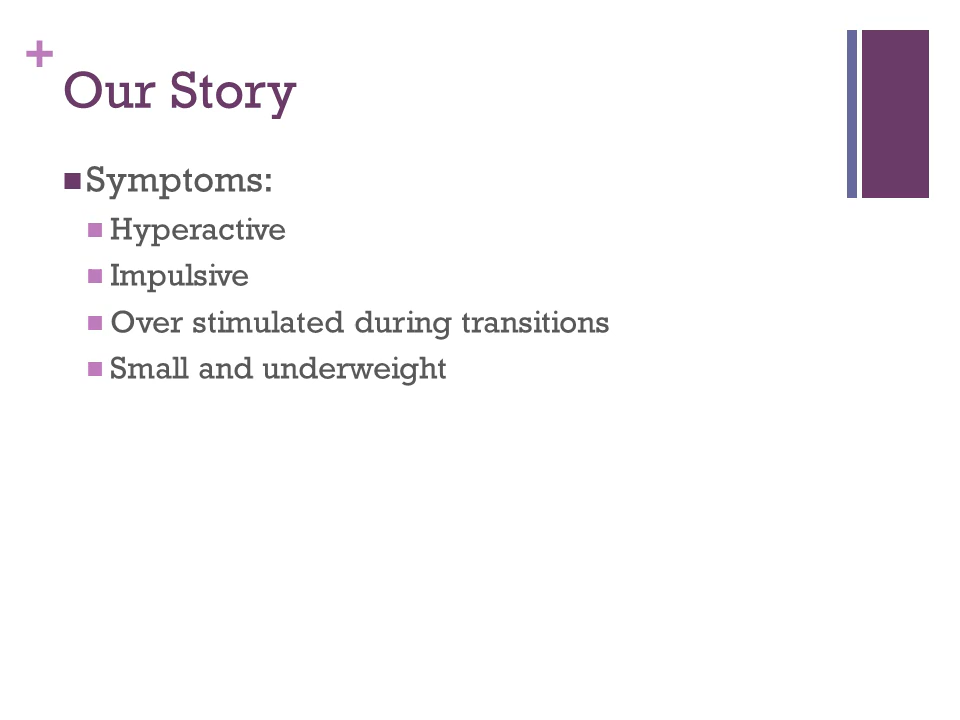 +
Our Story
Symptoms:
Hyperactive
Impulsive
Over stimulated during transitions
Small and underweight